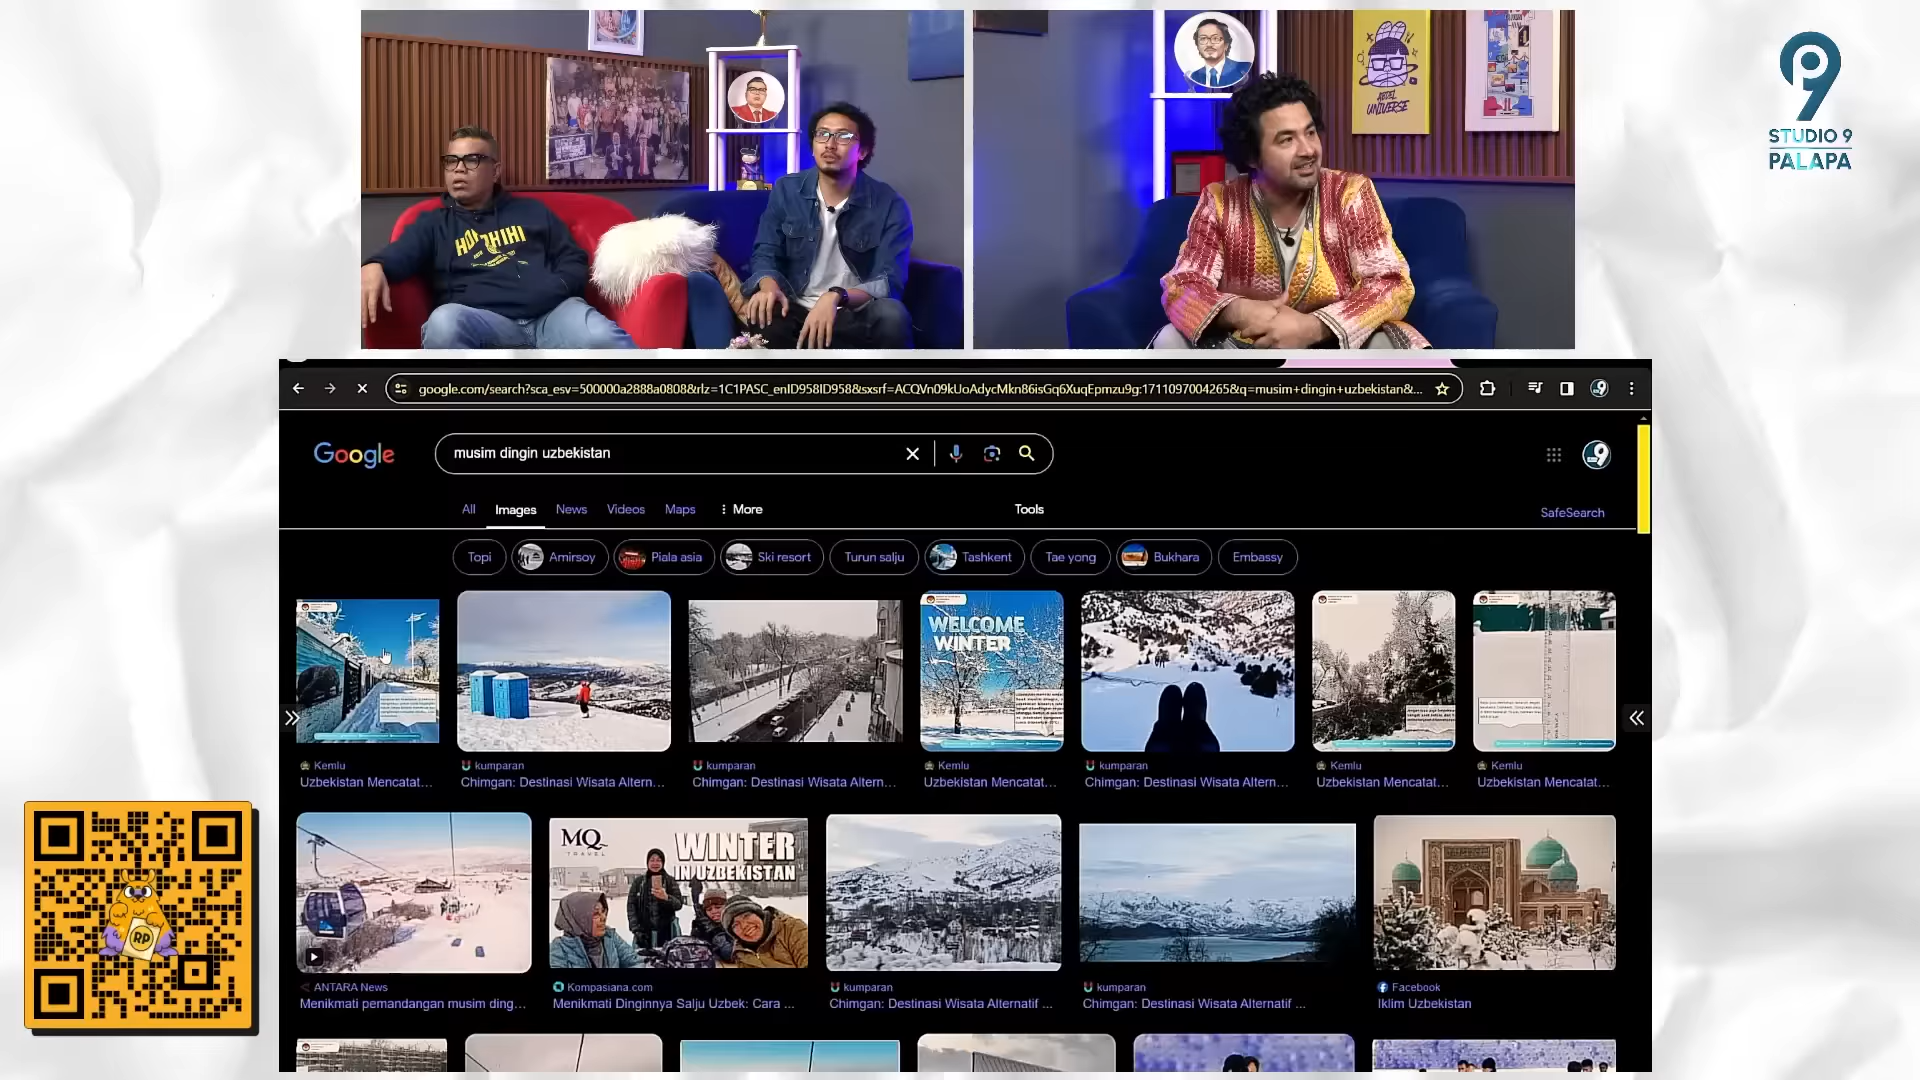 ABDEL
UNIVERSE
HOHIHI
STUDIO 9
PALAPA
google.com/search?sca_esv=500000a2888a0808&rlz=1C1PASC_enID958ID958&sxsrf=ACQVn09kUoAdycMkn86isGq6XuqEpmzu9g:1711097004265&q=musim+dingin+uzbekistan&...
Google
musim dingin uzbekistan
All Images News Videos Maps More Tools
SafeSearch
Topi Amirsoy Piala asia Ski resort Turun salju Tashkent Tae yong Bukhara Embassy
WELCOME
WINTER
Kemlu
Uzbekistan Mencatat...
kumparan
Chimgan: Destinasi Wisata Altern...
kumparan
Chimgan: Destinasi Wisata Altern...
Kemlu
Uzbekistan Mencatat...
kumparan
Chimgan: Destinasi Wisata Altern...
Kemlu
Uzbekistan Mencatat...
Kemlu
Uzbekistan Mencatat...
MQ
TRAVEL
WINTER
IN UZBEKISTAN
ANTARA News
Menikmati pemandangan musim ding...
Kompasiana.com
Menikmati Dinginnya Salju Uzbek: Cara ...
kumparan
Chimgan: Destinasi Wisata Alternatif ...
kumparan
Chimgan: Destinasi Wisata Alternatif ...
Facebook
Iklim Uzbekistan
RP